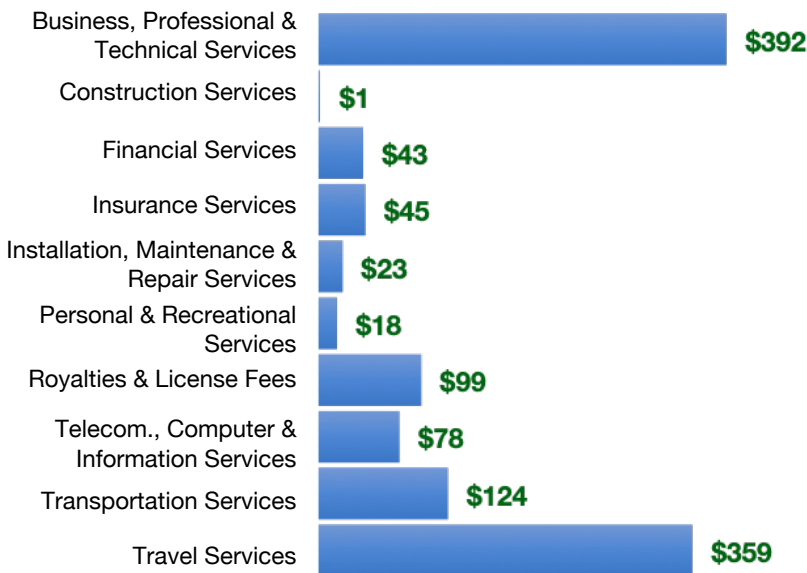 Business, Professional &
Technical Services
$392
Construction Services
$1
Financial Services
$43
Insurance Services
$45
Installation, Maintenance &
Repair Services
$23
Personal & Recreational
Services
$18
Royalties & License Fees
$99
Telecom., Computer &
Information Services
$78
Transportation Services
$124
Travel Services
$359